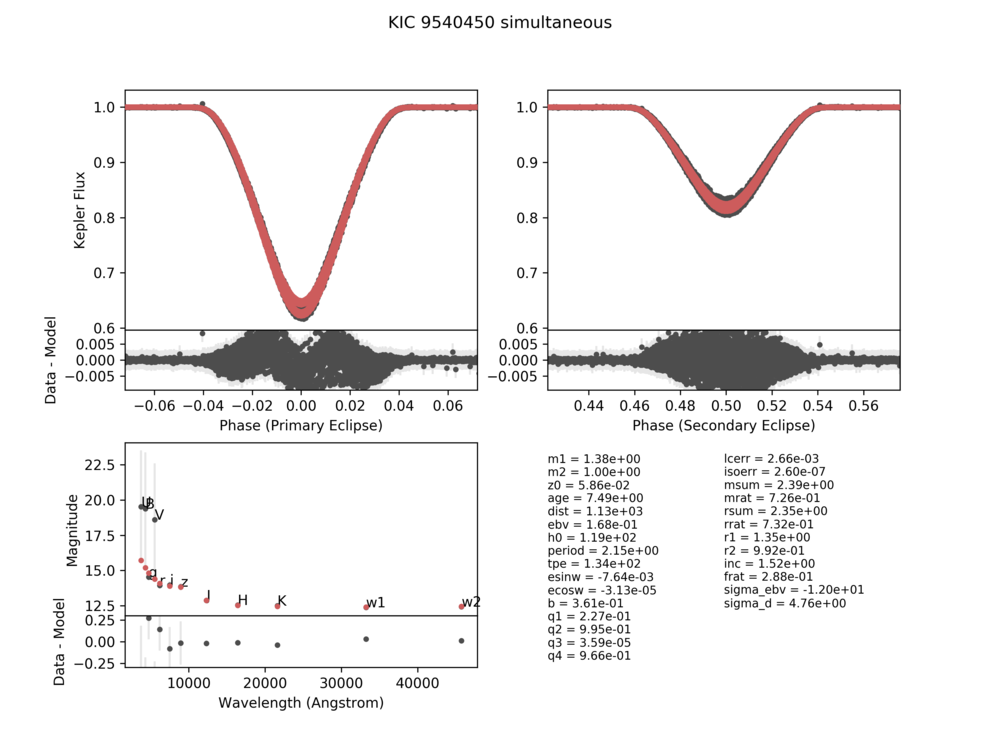 KIC 9540450 simultaneous
1.0
0.9
0.8
0.7
0.6
Kepler Flux
0.005
0.000
−0.005
Data - Model
−0.06 −0.04 −0.02 0.00 0.02 0.04 0.06
Phase (Primary Eclipse)
1.0
0.9
0.8
0.7
0.6
0.005
0.000
−0.005
0.44 0.46 0.48 0.50 0.52 0.54 0.56
Phase (Secondary Eclipse)
22.5
20.0
17.5
15.0
12.5
Magnitude
U B
V
g
r i z
J
H
K
w1
w2
0.25
0.00
−0.25
Data - Model
10000 20000 30000 40000
Wavelength (Angstrom)
m1 = 1.38e+00
m2 = 1.00e+00
z0 = 5.86e-02
age = 7.49e+00
dist = 1.13e+03
ebv = 1.68e-01
h0 = 1.19e+02
period = 2.15e+00
tpe = 1.34e+02
esinw = -7.64e-03
ecosw = -3.13e-05
b = 3.61e-01
q1 = 2.27e-01
q2 = 9.95e-01
q3 = 3.59e-05
q4 = 9.66e-01
lcerr = 2.66e-03
isoerr = 2.60e-07
msum = 2.39e+00
mrat = 7.26e-01
rsum = 2.35e+00
rrat = 7.32e-01
r1 = 1.35e+00
r2 = 9.92e-01
inc = 1.52e+00
frat = 2.88e-01
sigma_ebv = -1.20e+01
sigma_d = 4.76e+00